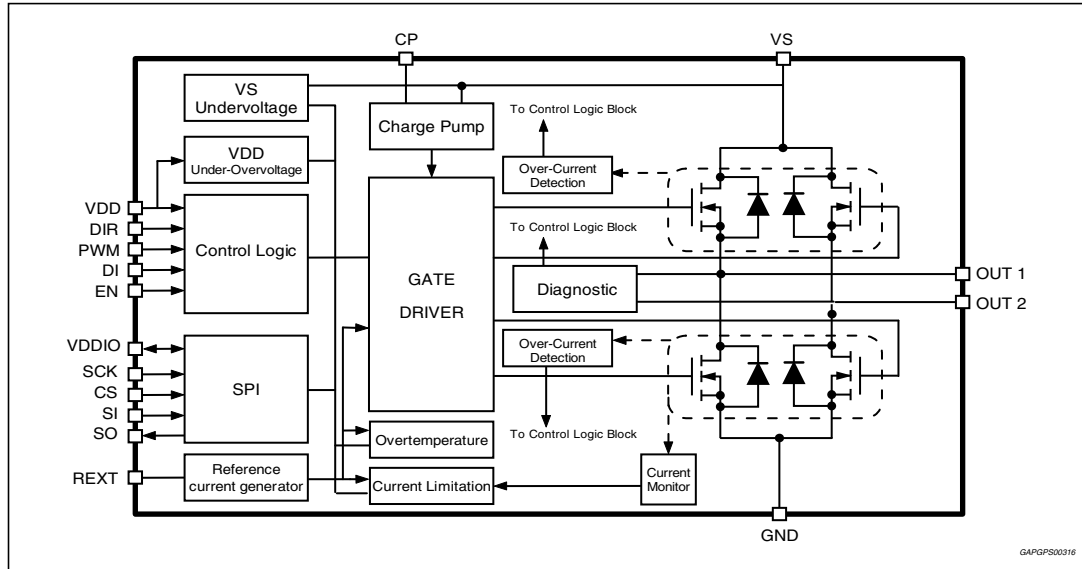 CP
VS
VS
Undervoltage
To Control Logic Block
Charge Pump
VDD
Under-Overvoltage
Over-Current
Detection
VDD
DIR
PWM
DI
EN
Control Logic
GATE
DRIVER
To Control Logic Block
Diagnostic
OUT 1
OUT 2
VDDIO
SCK
CS
SI
SO
SPI
Over-Current
Detection
To Control Logic Block
Overtemperature
REXT
Reference
current generator
Current Limitation
Current
Monitor
GND
GAPGPS00316